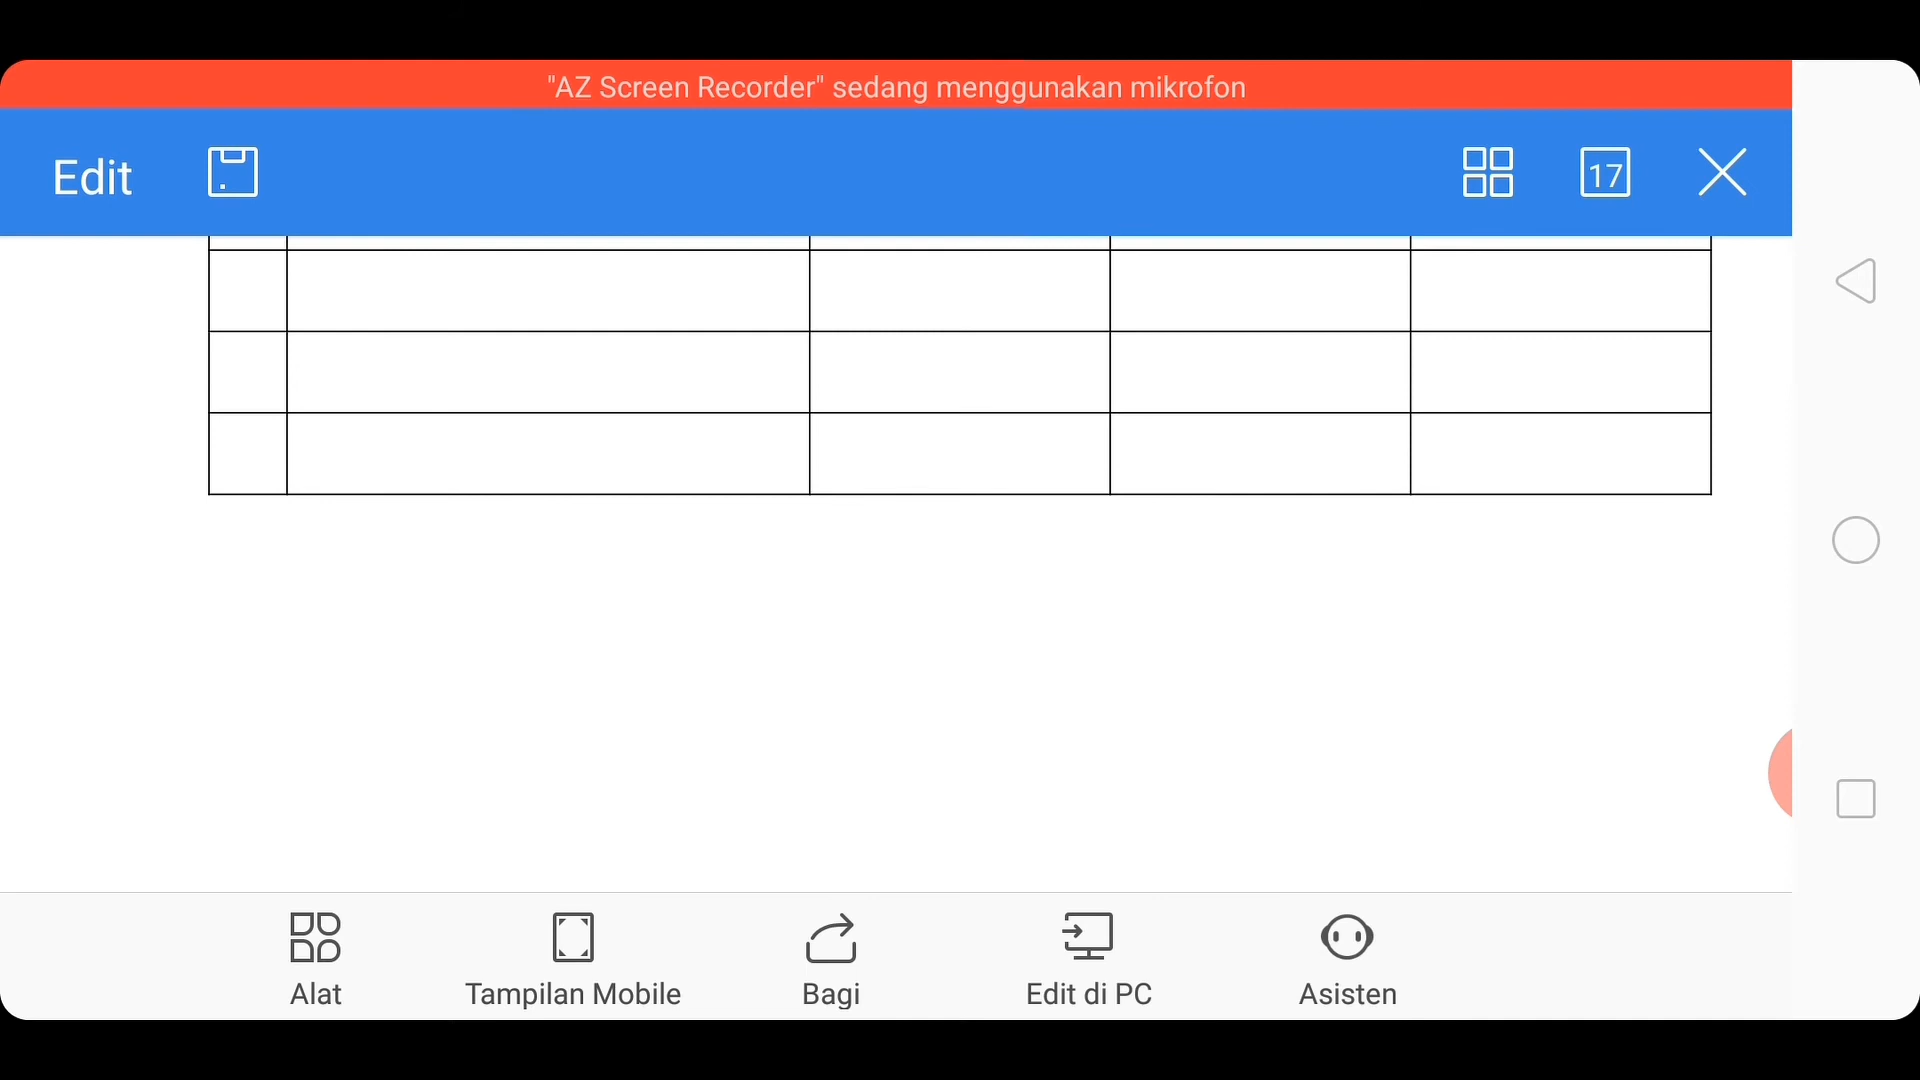 "AZ Screen Recorder" sedang menggunakan mikrofon
Edit
17
Alat
Tampilan Mobile
Bagi
Edit di PC
Asisten